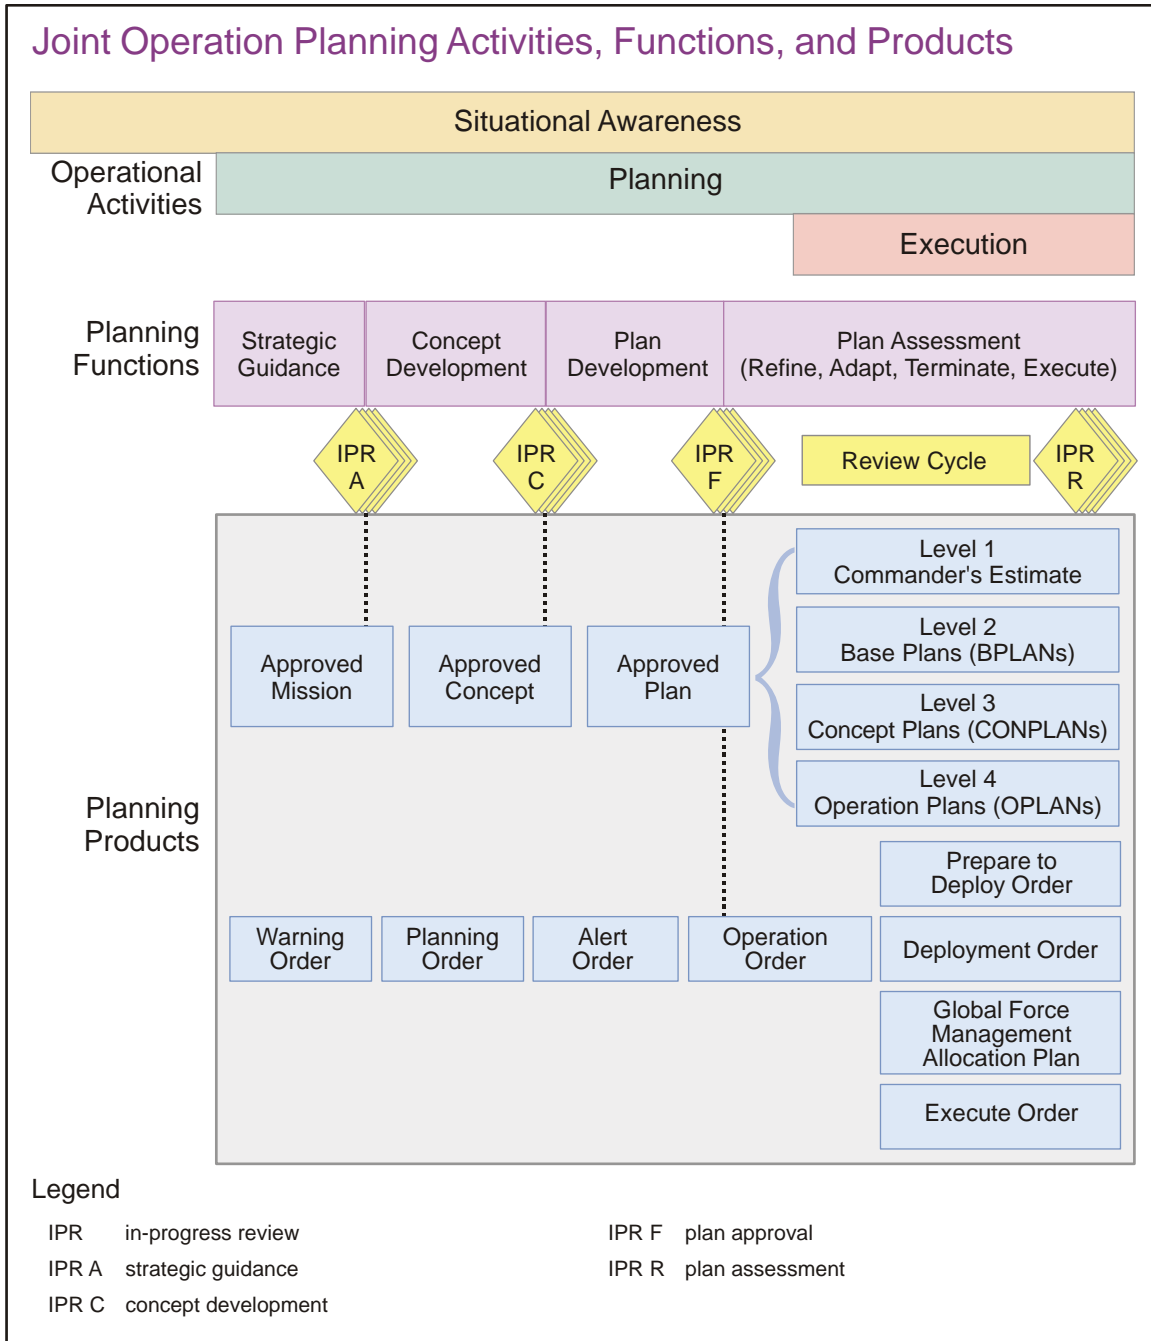 Joint Operation Planning Activities, Functions, and Products
Situational Awareness
Operational
Activities
Planning
Execution
Planning
Functions
Strategic
Guidance
Concept
Development
Plan
Development
Plan Assessment
(Refine, Adapt, Terminate, Execute)
IPR
A
IPR
C
IPR
F
Review Cycle
IPR
R
Planning
Products
Approved
Mission
Approved
Concept
Approved
Plan
Level 1
Commander's Estimate
Level 2
Base Plans (BPLANs)
Level 3
Concept Plans (CONPLANs)
Level 4
Operation Plans (OPLANs)
Prepare to
Deploy Order
Warning
Order
Planning
Order
Alert
Order
Operation
Order
Deployment Order
Global Force
Management
Allocation Plan
Execute Order
Legend
IPR in-progress review
IPR A strategic guidance
IPR C concept development
IPR F plan approval
IPR R plan assessment